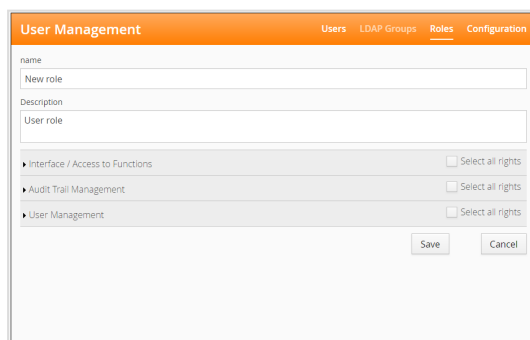 User Management Users LDAP Groups Roles Configuration
name
New role
Description
User role
Interface / Access to Functions Select all rights
Audit Trail Management Select all rights
User Management Select all rights
Save Cancel